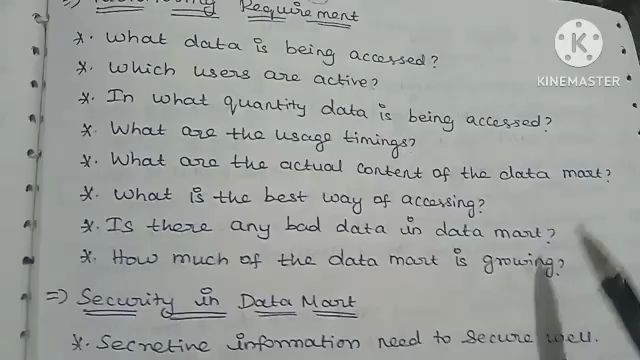 Requirement
*. What data is being accessed?
*. Which users are active?
*. In what quantity data is being accessed?
*. What are the usage timings?
*. What are the actual content of the data mart?
*. What is the best way of accessing?
*. Is there any bad data in data mart?
*. How much of the data mart is growing?
=> Security in Data Mart
*. Secretive information need to secure well.
K
KINEMASTER